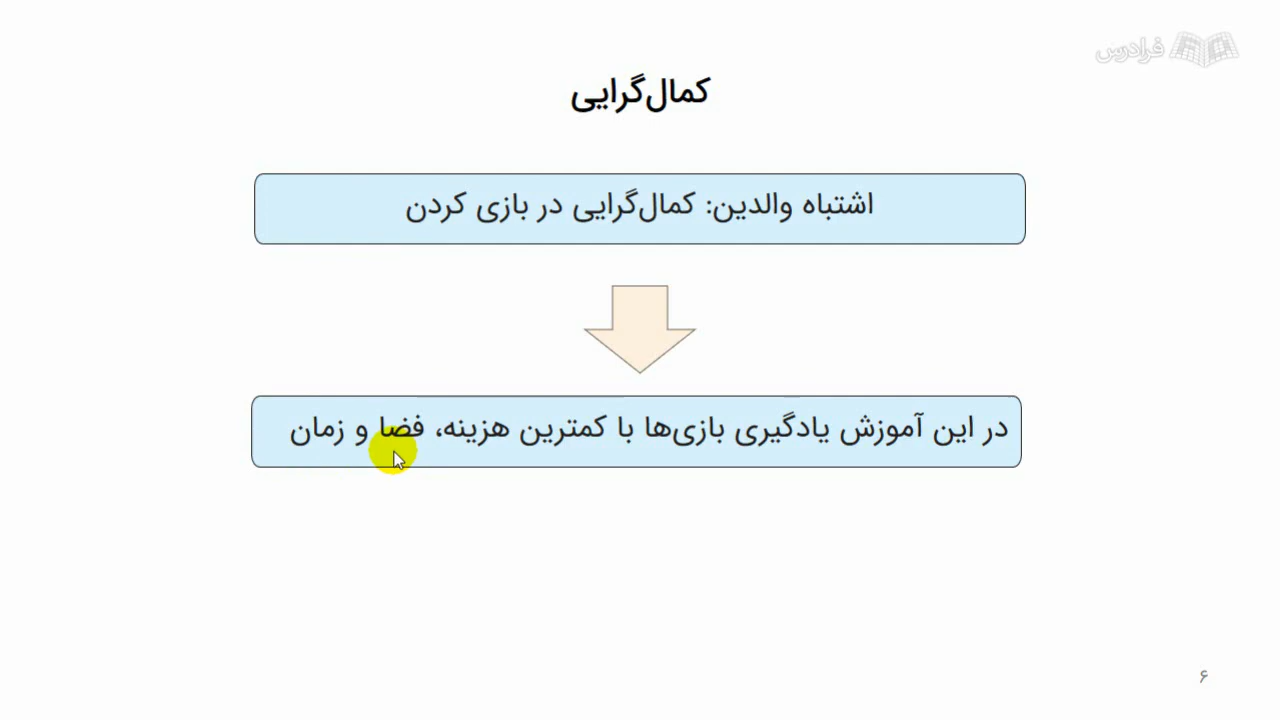 فرادرس
کمال‌گرایی
اشتباه والدین: کمال‌گرایی در بازی کردن
در این آموزش یادگیری بازی‌ها با کمترین هزینه، فضا و زمان
۶